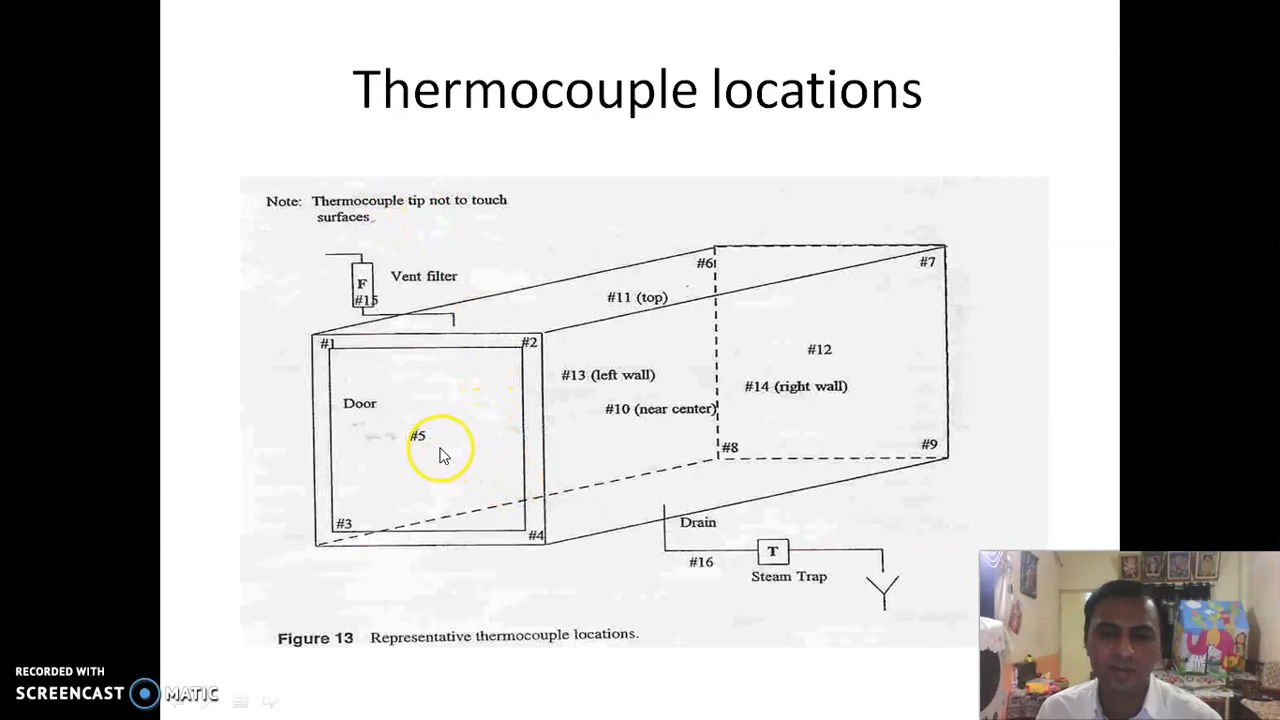 Thermocouple locations
Note: Thermocouple tip not to touch
surfaces.
Vent filter
F
#15
#6
#7
#11 (top)
#1
#2
#12
#13 (left wall)
#14 (right wall)
Door
#10 (near center)
#5
#8
#9
#3
#4
Drain
T
#16
Steam Trap
Figure 13 Representative thermocouple locations.
RECORDED WITH
SCREENCAST MATIC